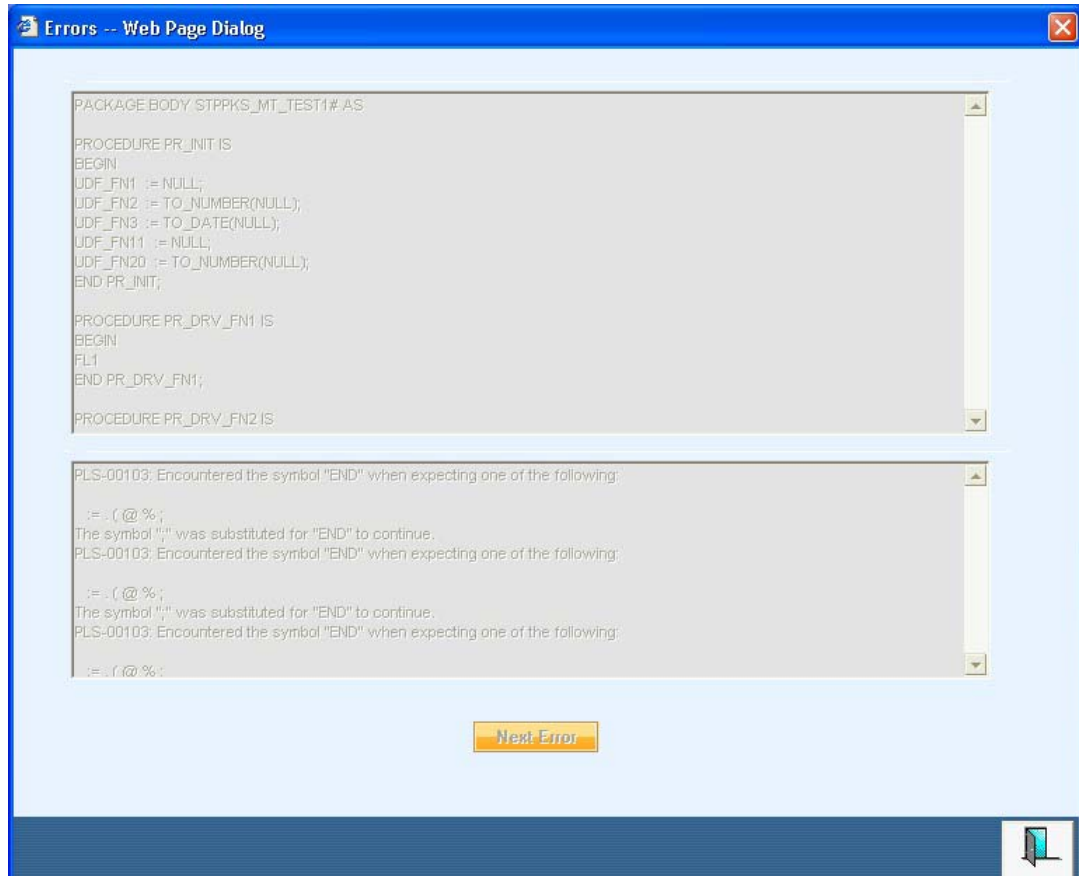 Errors -- Web Page Dialog
PACKAGE BODY STPPKS_MT_TEST1# AS
PROCEDURE PR_INIT IS
BEGIN
UDF_FN1 := NULL;
UDF_FN2 := TO_NUMBER(NULL);
UDF_FN3 := TO_DATE(NULL);
UDF_FN11 := NULL;
UDF_FN20 := TO_NUMBER(NULL);
END PR_INIT;
PROCEDURE PR_DRV_FN1 IS
BEGIN
FL1
END PR_DRV_FN1;
PROCEDURE PR_DRV_FN2 IS
PLS-00103: Encountered the symbol "END" when expecting one of the following:
:= . ( @ % ;
The symbol ";" was substituted for "END" to continue.
PLS-00103: Encountered the symbol "END" when expecting one of the following:
:= . ( @ % ;
The symbol ";" was substituted for "END" to continue.
PLS-00103: Encountered the symbol "END" when expecting one of the following:
:= . ( @ % ;
Next Error